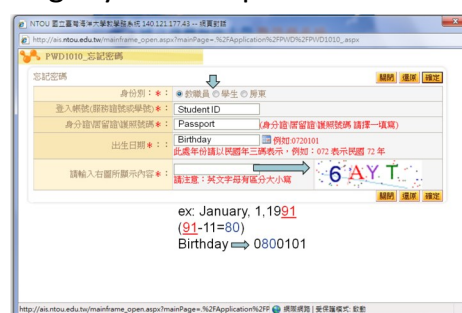 NTOU 國立臺灣海洋大學教學務系統 140.121.177.43 -- 網頁對話
http://ais.ntou.edu.tw/mainframe_open.aspx?mainPage=.%2FApplication%2FPWD%2FPWD1010_.aspx
PWD1010_忘記密碼
忘記密碼 關閉 還原 確定
身份別：*： 教職員 學生 房東
登入帳號(服務證號或學號)*： Student ID
身分證/居留證/護照號碼*： Passport (身分證/居留證/護照號碼 請擇一填寫)
出生日期*：： Birthday 例如:0720101
此處年份請以民國年三碼表示，例如：072 表示民國 72 年
請輸入右圖所顯示內容*： 6 A Y T
請注意：英文字母有區分大小寫
關閉 還原 確定
ex: January, 1,1991
(91-11=80)
Birthday 0800101
http://ais.ntou.edu.tw/mainframe_open.aspx?mainPage=.%2FApplication%2FF 網際網路 | 受保護模式: 啟動